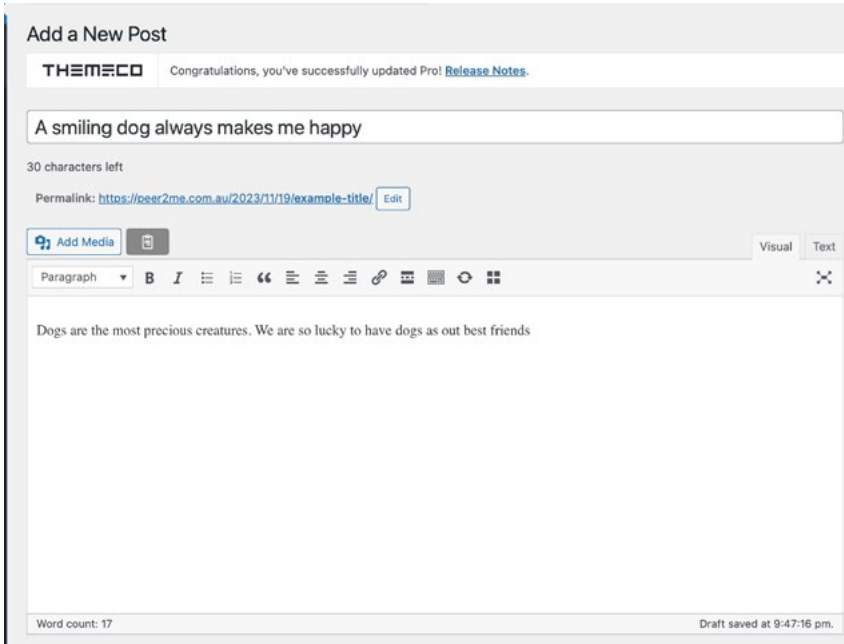 Add a New Post
THEMECO
Congratulations, you've successfully updated Pro! Release Notes.
A smiling dog always makes me happy
30 characters left
Permalink: https://peer2me.com.au/2023/11/19/example-title/ Edit
Add Media
Visual Text
Paragraph B I
Dogs are the most precious creatures. We are so lucky to have dogs as out best friends
Word count: 17 Draft saved at 9:47:16 pm.